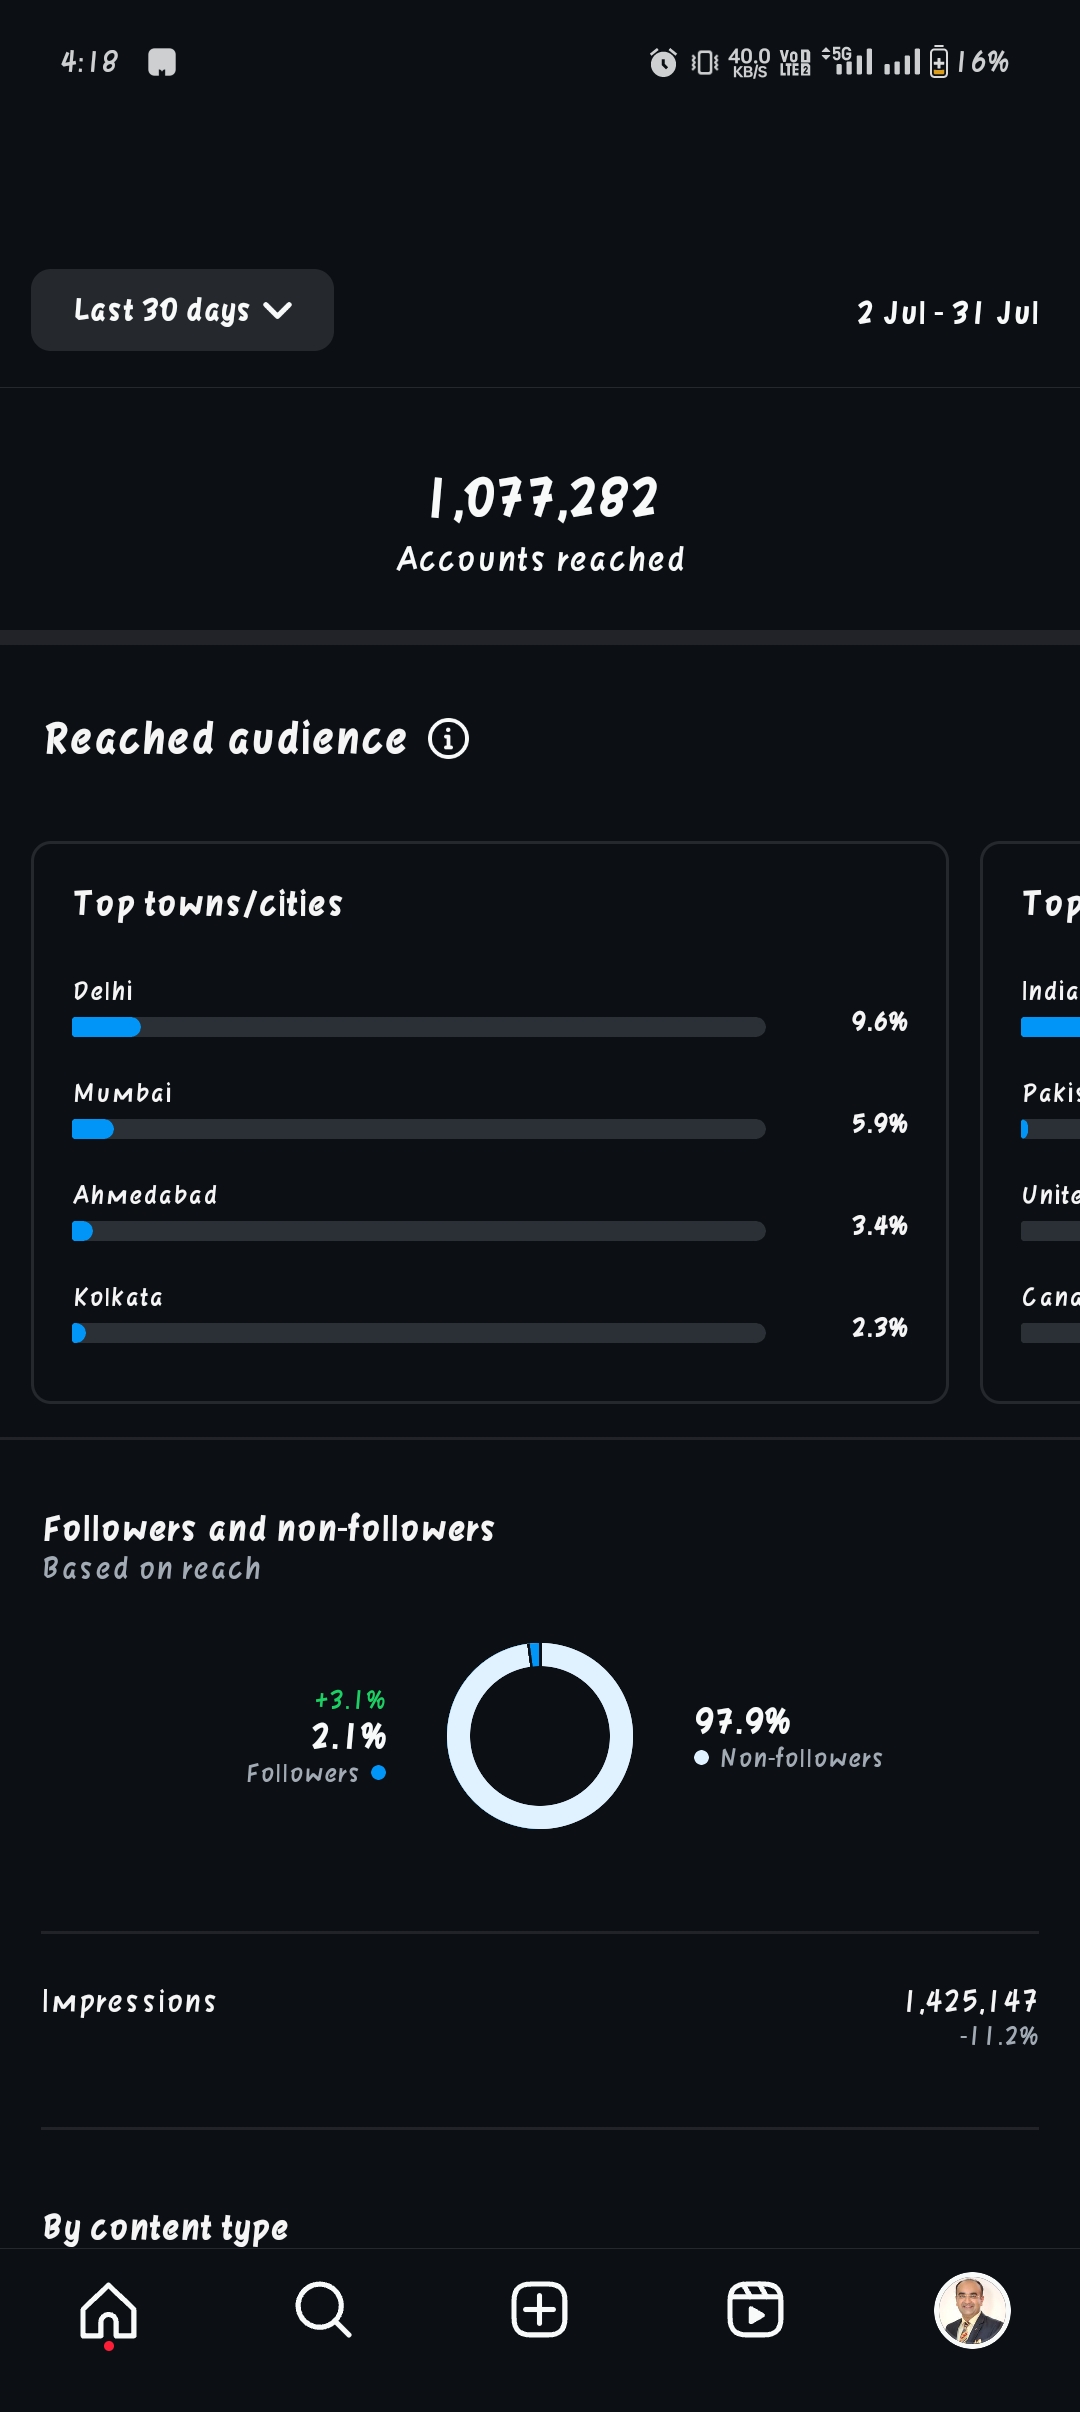 4:18
40.0 KB/S VoD LTE2 5G 16%
Last 30 days
2 Jul - 31 Jul
1,077,282
Accounts reached
Reached audience
Top towns/cities
Delhi
9.6%
Mumbai
5.9%
Ahmedabad
3.4%
Kolkata
2.3%
Top
India
Pakis
Unite
Cana
Followers and non-followers
Based on reach
+3.1%
2.1%
Followers
97.9%
Non-followers
Impressions
1,425,147
-11.2%
By content type